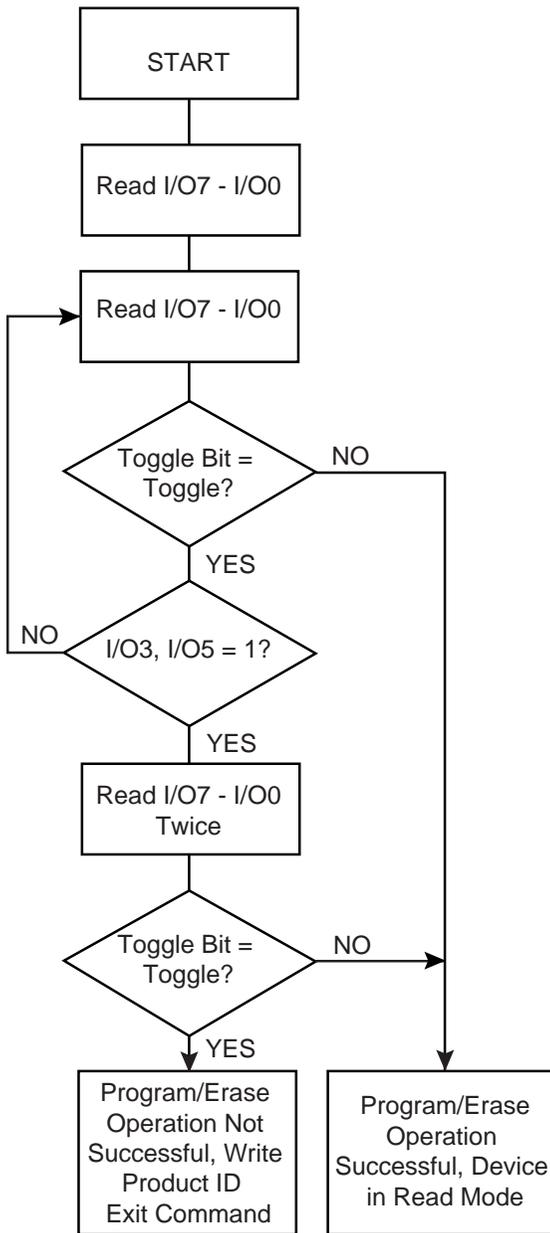 START
Read I/O7 - I/O0
Read I/O7 - I/O0
Toggle Bit =
Toggle?
NO
YES
NO
I/O3, I/O5 = 1?
YES
Read I/O7 - I/O0
Twice
Toggle Bit =
Toggle?
NO
YES
Program/Erase
Operation Not
Successful, Write
Product ID
Exit Command
Program/Erase
Operation
Successful, Device
in Read Mode